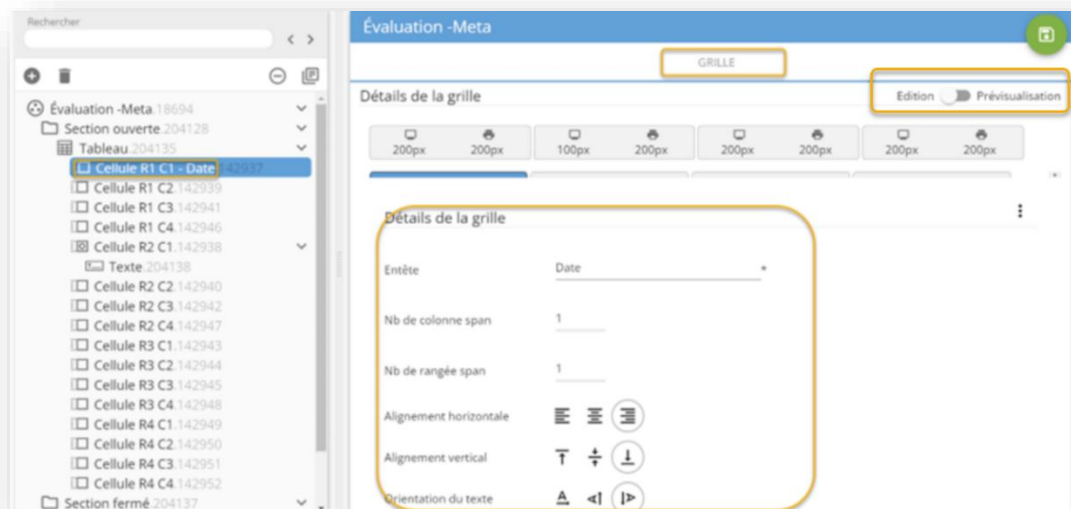 Rechercher
Évaluation -Meta.18694
Section ouverte.204128
Tableau.204135
Cellule R1 C1 - Date.142937
Cellule R1 C2.142939
Cellule R1 C3.142941
Cellule R1 C4.142946
Cellule R2 C1.142938
Texte.204138
Cellule R2 C2.142940
Cellule R2 C3.142942
Cellule R2 C4.142947
Cellule R3 C1.142943
Cellule R3 C2.142944
Cellule R3 C3.142945
Cellule R3 C4.142948
Cellule R4 C1.142949
Cellule R4 C2.142950
Cellule R4 C3.142951
Cellule R4 C4.142952
Section fermé.204137
Évaluation -Meta
GRILLE
Détails de la grille
Edition Prévisualisation
200px 200px 100px 200px 200px 200px 200px 200px
Détails de la grille
Entête Date *
Nb de colonne span 1
Nb de rangée span 1
Alignement horizontale
Alignement vertical
Orientation du texte